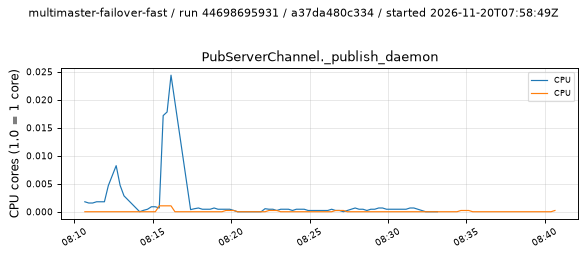 multimaster-failover-fast / run 44698695931 / a37da480c334 / started 2026-11-20T07:58:49Z
PubServerChannel._publish_daemon
CPU cores (1.0 = 1 core)
0.025
0.020
0.015
0.010
0.005
0.000
CPU
CPU
08:10
08:15
08:20
08:25
08:30
08:35
08:40